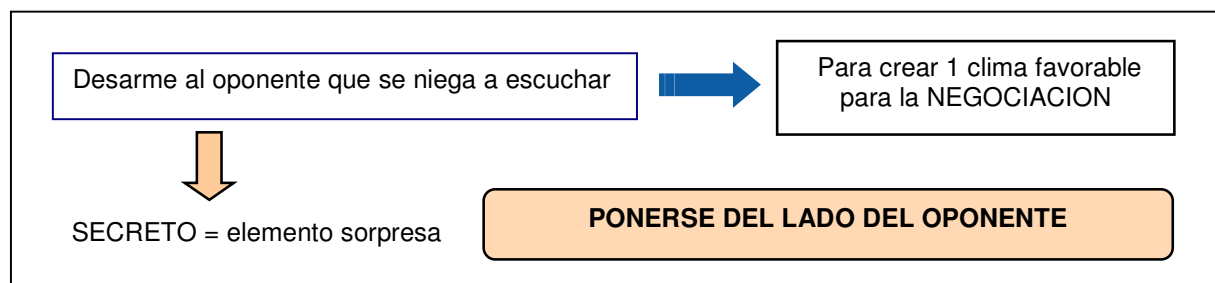 Desarme al oponente que se niega a escuchar
Para crear 1 clima favorable
para la NEGOCIACION
SECRETO = elemento sorpresa
PONERSE DEL LADO DEL OPONENTE